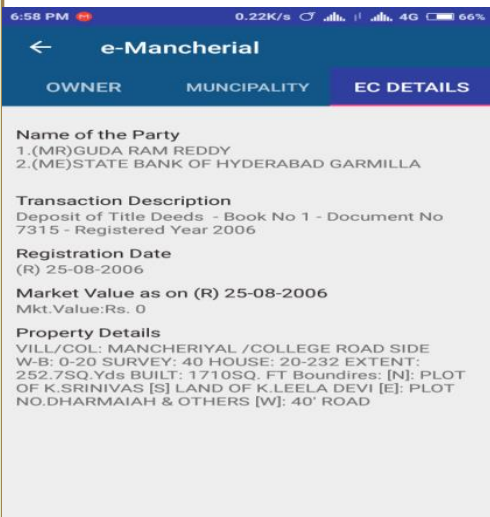 6:58 PM 0.22K/s 4G 66%
e-Mancherial
OWNER MUNCIPALITY EC DETAILS
Name of the Party
1.(MR)GUDA RAM REDDY
2.(ME)STATE BANK OF HYDERABAD GARMILLA
Transaction Description
Deposit of Title Deeds - Book No 1 - Document No
7315 - Registered Year 2006
Registration Date
(R) 25-08-2006
Market Value as on (R) 25-08-2006
Mkt.Value:Rs. 0
Property Details
VILL/COL: MANCHERIYAL /COLLEGE ROAD SIDE
W-B: 0-20 SURVEY: 40 HOUSE: 20-232 EXTENT:
252.7SQ.Yds BUILT: 1710SQ. FT Boundires: [N]: PLOT
OF K.SRINIVAS [S] LAND OF K.LEELA DEVI [E]: PLOT
NO.DHARMAIAH & OTHERS [W]: 40' ROAD